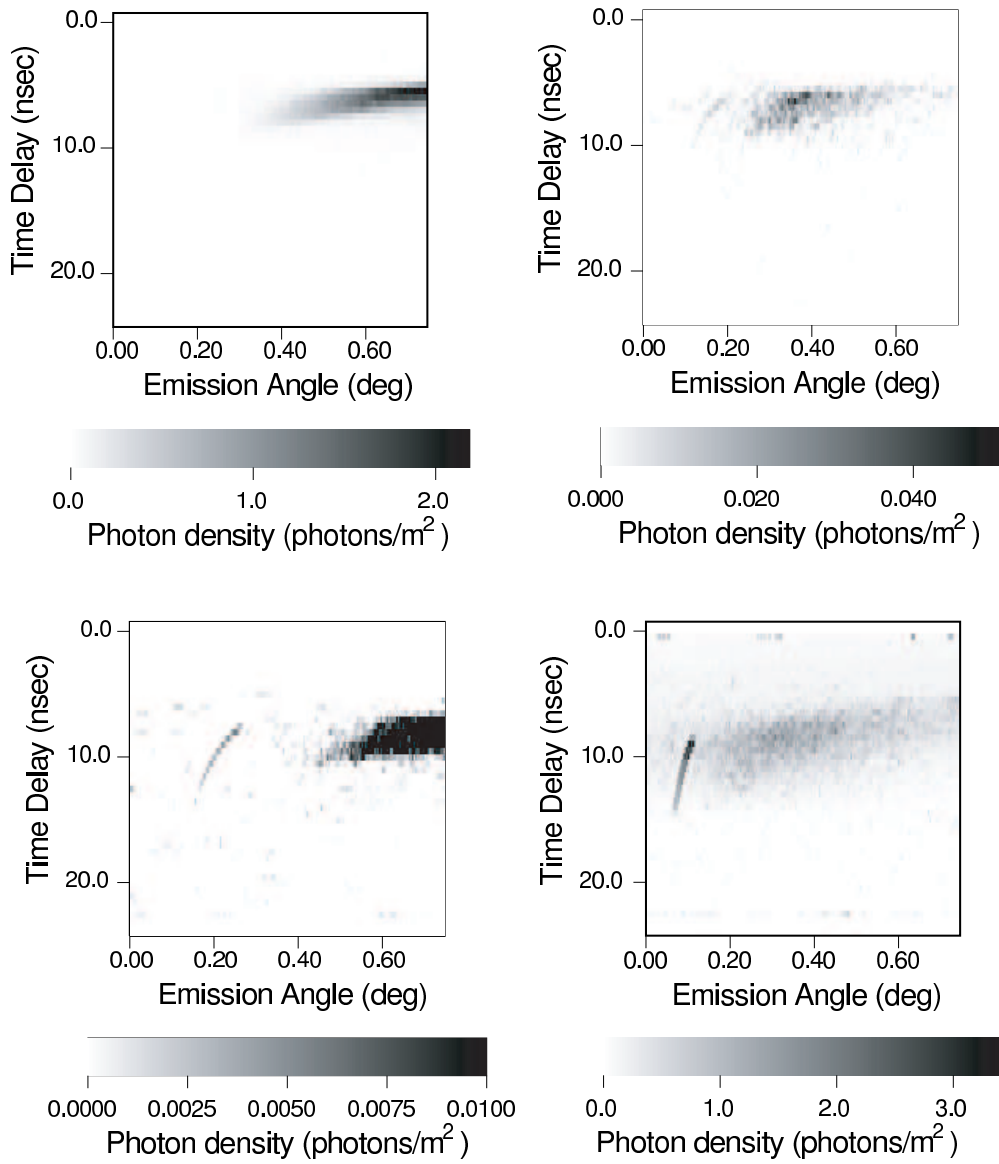 0.0
10.0
20.0
Time Delay (nsec)
0.00 0.20 0.40 0.60
Emission Angle (deg)
0.0 1.0 2.0
Photon density (photons/m²)
0.0
10.0
20.0
Time Delay (nsec)
0.00 0.20 0.40 0.60
Emission Angle (deg)
0.000 0.020 0.040
Photon density (photons/m²)
0.0
10.0
20.0
Time Delay (nsec)
0.00 0.20 0.40 0.60
Emission Angle (deg)
0.0000 0.0025 0.0050 0.0075 0.0100
Photon density (photons/m²)
0.0
10.0
20.0
Time Delay (nsec)
0.00 0.20 0.40 0.60
Emission Angle (deg)
0.0 1.0 2.0 3.0
Photon density (photons/m²)